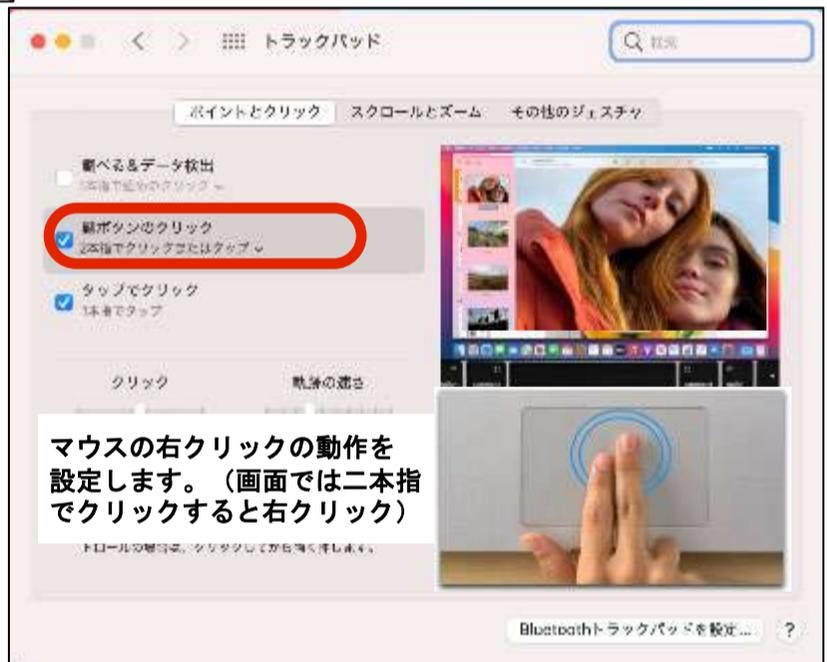 トラックパッド
検索
ポイントとクリック スクロールとズーム その他のジェスチャ
調べる&データ検出
副ボタンのクリック
2本指でクリックまたはタップ
タップでクリック
1本指でタップ
クリック 軌跡の速さ
マウスの右クリックの動作を
設定します。（画面では二本指
でクリックすると右クリック）
Bluetoothトラックパッドを設定... ?